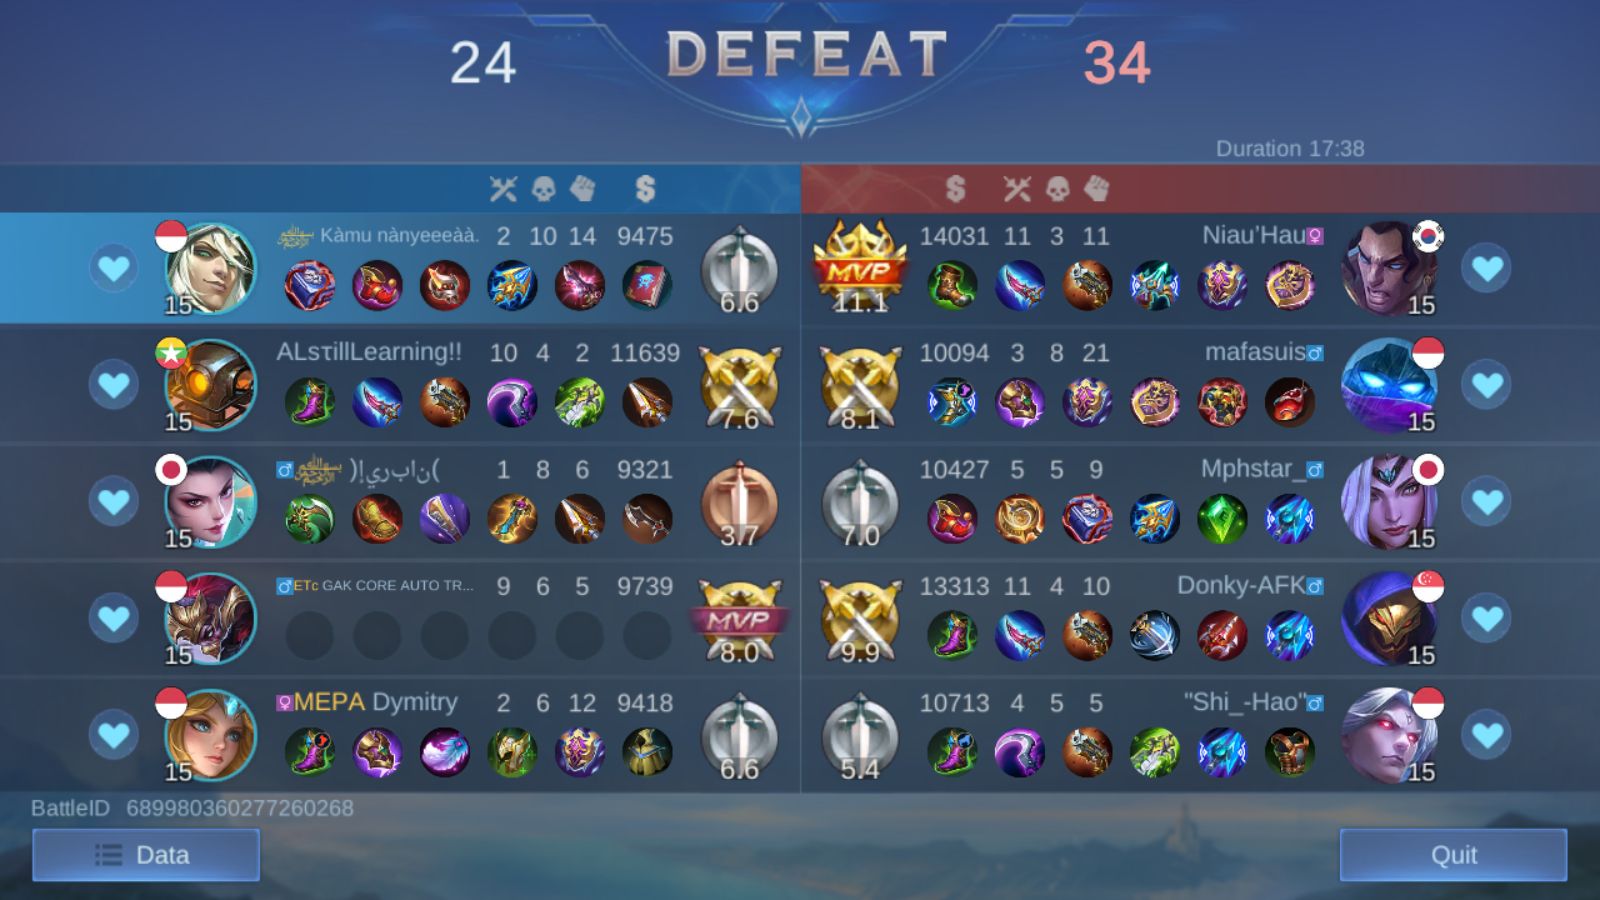 24 DEFEAT 34
Duration 17:38
Kàmu nànyeeeàà. 2 10 14 9475
15 6.6
MVP 11.1 14031 11 3 11 Niau'Hau
15
ALsτillLearning!! 10 4 2 11639
15 7.6
8.1 10094 3 8 21 mafasuis
15
1 8 6 9321
15 3.7
7.0 10427 5 5 9 Mphstar_
15
ETc GAK CORE AUTO TR... 9 6 5 9739
15 MVP 8.0
9.9 13313 11 4 10 Donky-AFK
15
MEPA Dymitry 2 6 12 9418
15 6.6
5.4 10713 4 5 5 "Shi_-Hao"
15
BattleID 689980360277260268
Data
Quit